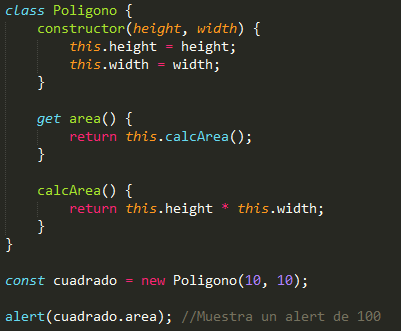 class Poligono {
    constructor(height, width) {
        this.height = height;
        this.width = width;
    }

    get area() {
        return this.calcArea();
    }

    calcArea() {
        return this.height * this.width;
    }
}

const cuadrado = new Poligono(10, 10);

alert(cuadrado.area); //Muestra un alert de 100